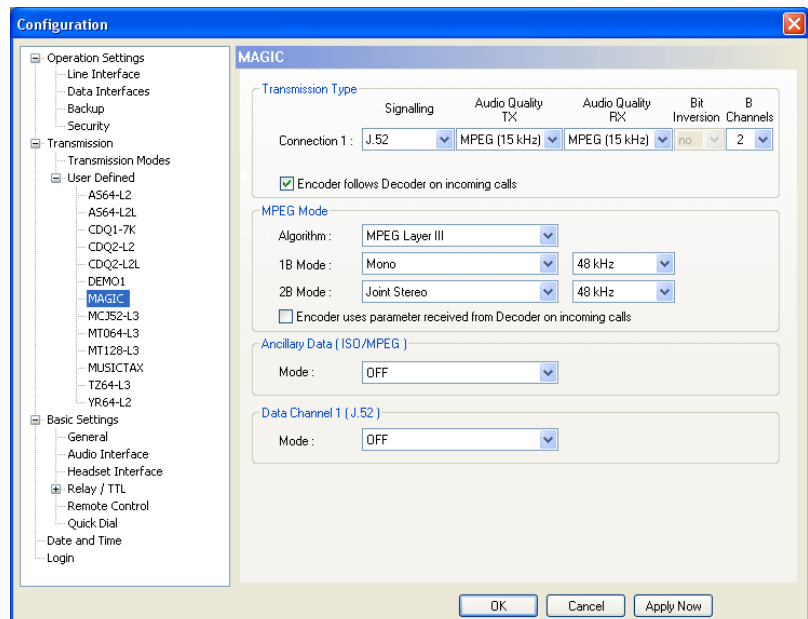 Configuration
Operation Settings
Line Interface
Data Interfaces
Backup
Security
Transmission
Transmission Modes
User Defined
AS64-L2
AS64-L2L
CDQ1-7K
CDQ2-L2
CDQ2-L2L
DEMO1
MAGIC
MCJ52-L3
MT064-L3
MT128-L3
MUSICTAX
TZ64-L3
YR64-L2
Basic Settings
General
Audio Interface
Headset Interface
Relay / TTL
Remote Control
Quick Dial
Date and Time
Login
MAGIC
Transmission Type
Signalling Audio Quality TX Audio Quality RX Bit Inversion B Channels
Connection 1 : J.52 MPEG (15 kHz) MPEG (15 kHz) no 2
Encoder follows Decoder on incoming calls
MPEG Mode
Algorithm : MPEG Layer III
1B Mode : Mono 48 kHz
2B Mode : Joint Stereo 48 kHz
Encoder uses parameter received from Decoder on incoming calls
Ancillary Data ( ISO/MPEG )
Mode : OFF
Data Channel 1 ( J.52 )
Mode : OFF
OK Cancel Apply Now